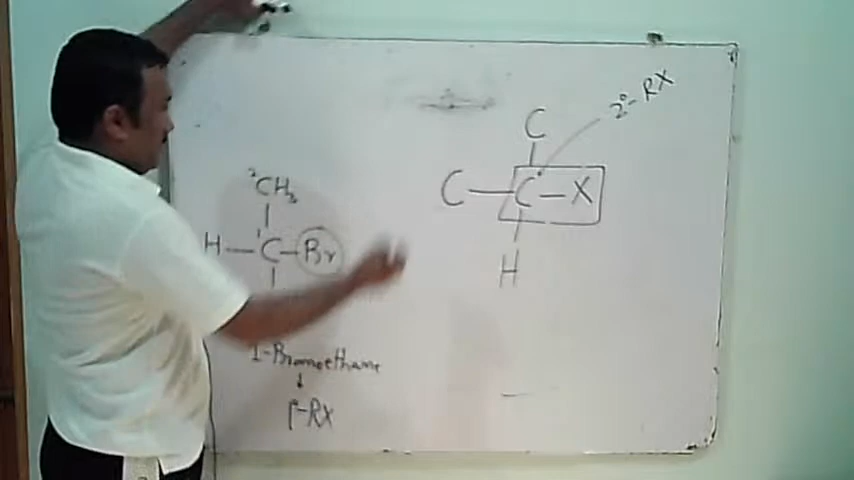 ²CH₃
H—¹C—Br
1-Bromoethane
↓
1°-RX
2°-RX
C
C—C—X
H